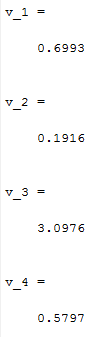 v_1 =
0.6993
v_2 =
0.1916
v_3 =
3.0976
v_4 =
0.5797